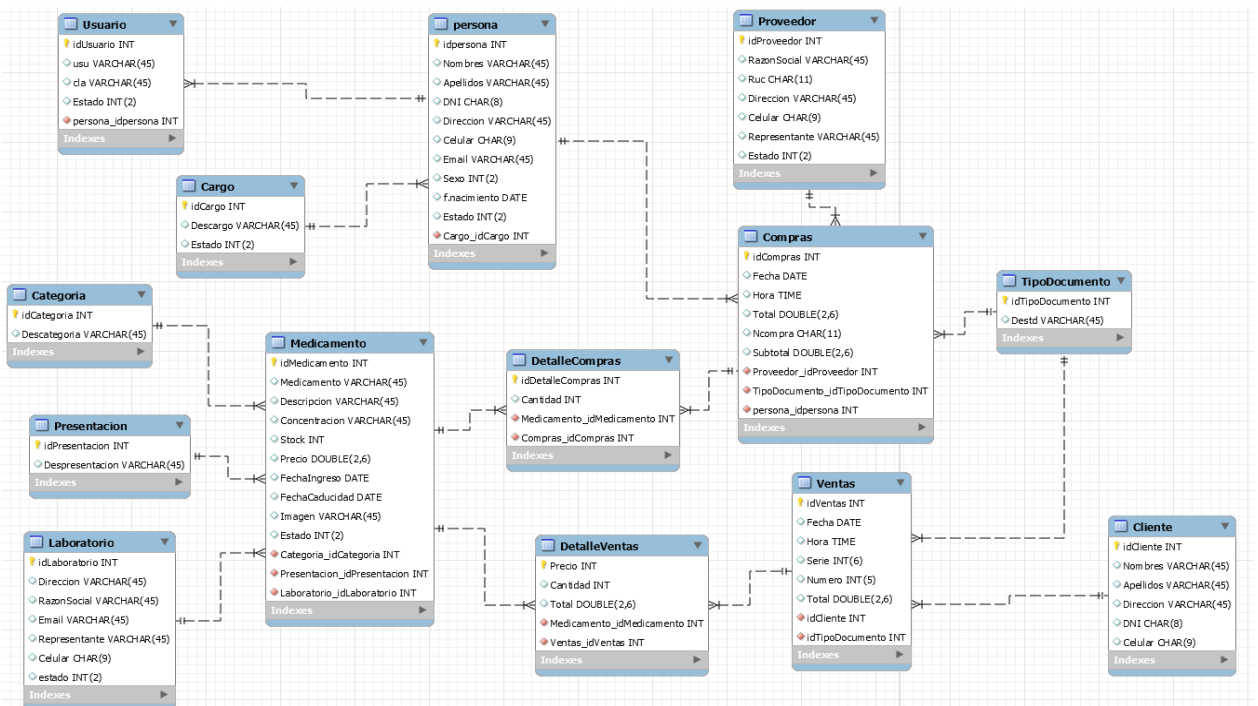 Usuario
idUsuario INT
usu VARCHAR(45)
cla VARCHAR(45)
Estado INT(2)
persona_idpersona INT
Indexes
persona
idpersona INT
Nombres VARCHAR(45)
Apellidos VARCHAR(45)
DNI CHAR(8)
Direccion VARCHAR(45)
Celular CHAR(9)
Email VARCHAR(45)
Sexo INT(2)
f.nacimiento DATE
Estado INT(2)
Cargo_idCargo INT
Indexes
Proveedor
idProveedor INT
RazonSocial VARCHAR(45)
Ruc CHAR(11)
Direccion VARCHAR(45)
Celular CHAR(9)
Representante VARCHAR(45)
Estado INT(2)
Indexes
Cargo
idCargo INT
Descargo VARCHAR(45)
Estado INT(2)
Indexes
Compras
idCompras INT
Fecha DATE
Hora TIME
Total DOUBLE(2,6)
Ncompra CHAR(11)
Subtotal DOUBLE(2,6)
Proveedor_idProveedor INT
TipoDocumento_idTipoDocumento INT
persona_idpersona INT
Indexes
TipoDocumento
idTipoDocumento INT
Destd VARCHAR(45)
Indexes
Categoria
idCategoria INT
Descategoria VARCHAR(45)
Indexes
Medicamento
idMedicamento INT
Medicamento VARCHAR(45)
Descripcion VARCHAR(45)
Concentracion VARCHAR(45)
Stock INT
Precio DOUBLE(2,6)
FechaIngreso DATE
FechaCaducidad DATE
Imagen VARCHAR(45)
Estado INT(2)
Categoria_idCategoria INT
Presentacion_idPresentacion INT
Laboratorio_idLaboratorio INT
Indexes
DetalleCompras
idDetalleCompras INT
Cantidad INT
Medicamento_idMedicamento INT
Compras_idCompras INT
Indexes
Presentacion
idPresentacion INT
Despresentacion VARCHAR(45)
Indexes
Ventas
idVentas INT
Fecha DATE
Hora TIME
Serie INT(6)
Numero INT(5)
Total DOUBLE(2,6)
idCliente INT
idTipoDocumento INT
Indexes
Cliente
idCliente INT
Nombres VARCHAR(45)
Apellidos VARCHAR(45)
Direccion VARCHAR(45)
DNI CHAR(8)
Celular CHAR(9)
Indexes
Laboratorio
idLaboratorio INT
Direccion VARCHAR(45)
RazonSocial VARCHAR(45)
Email VARCHAR(45)
Representante VARCHAR(45)
Celular CHAR(9)
estado INT(2)
Indexes
DetalleVentas
Precio INT
Cantidad INT
Total DOUBLE(2,6)
Medicamento_idMedicamento INT
Ventas_idVentas INT
Indexes